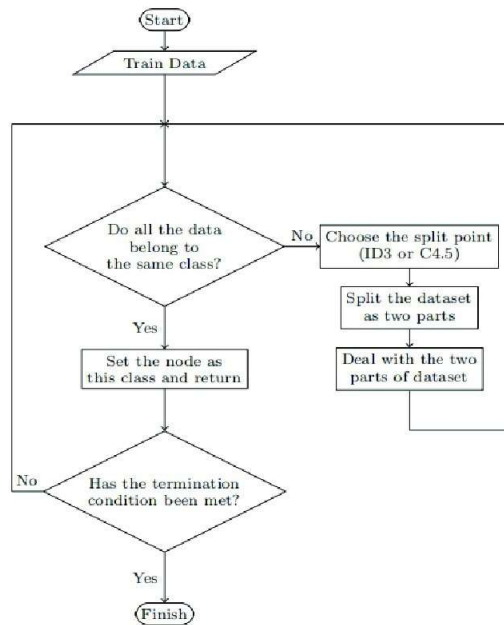 Start
Train Data
Do all the data
belong to
the same class?
No
Choose the split point
(ID3 or C4.5)
Split the dataset
as two parts
Deal with the two
parts of dataset
Yes
Set the node as
this class and return
Has the termination
condition been met?
No
Yes
Finish